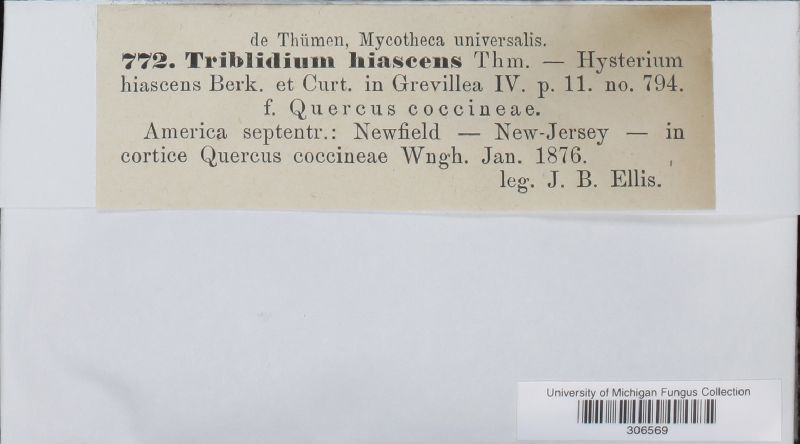 de Thümen, Mycotheca universalis.
772. Triblidium hiascens Thm. — Hysterium
hiascens Berk. et Curt. in Grevillea IV. p. 11. no. 794.
f. Quercus coccineae.
America septentr.: Newfield — New-Jersey — in
cortice Quercus coccineae Wngh. Jan. 1876.
leg. J. B. Ellis.
University of Michigan Fungus Collection
306569